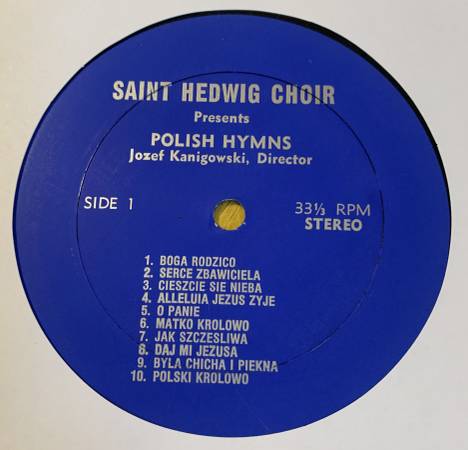 SAINT HEDWIG CHOIR
Presents
POLISH HYMNS
Jozef Kanigowski, Director
SIDE 1
33⅓ RPM
STEREO
1. BOGA RODZICO
2. SERCE ZBAWICIELA
3. CIESZCIE SIE NIEBA
4. ALLELUIA JEZUS ZYJE
5. O PANIE
6. MATKO KROLOWO
7. JAK SZCZESLIWA
8. DAJ MI JEZUSA
9. BYLA CHICHA I PIEKNA
10. POLSKI KROLOWO